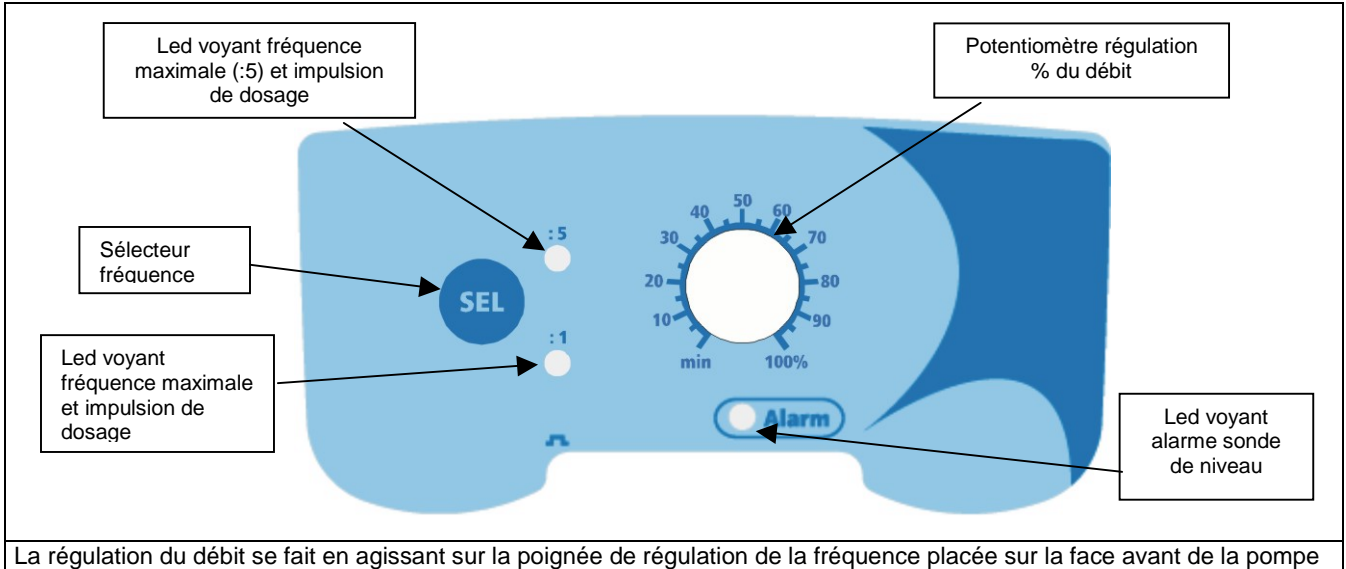 Led voyant fréquence
maximale (:5) et impulsion
de dosage
Potentiomètre régulation
% du débit
Sélecteur
fréquence
Led voyant
fréquence maximale
et impulsion de
dosage
SEL
: 5
: 1
min
10
20
30
40
50
60
70
80
90
100%
Alarm
Led voyant
alarme sonde
de niveau
La régulation du débit se fait en agissant sur la poignée de régulation de la fréquence placée sur la face avant de la pompe